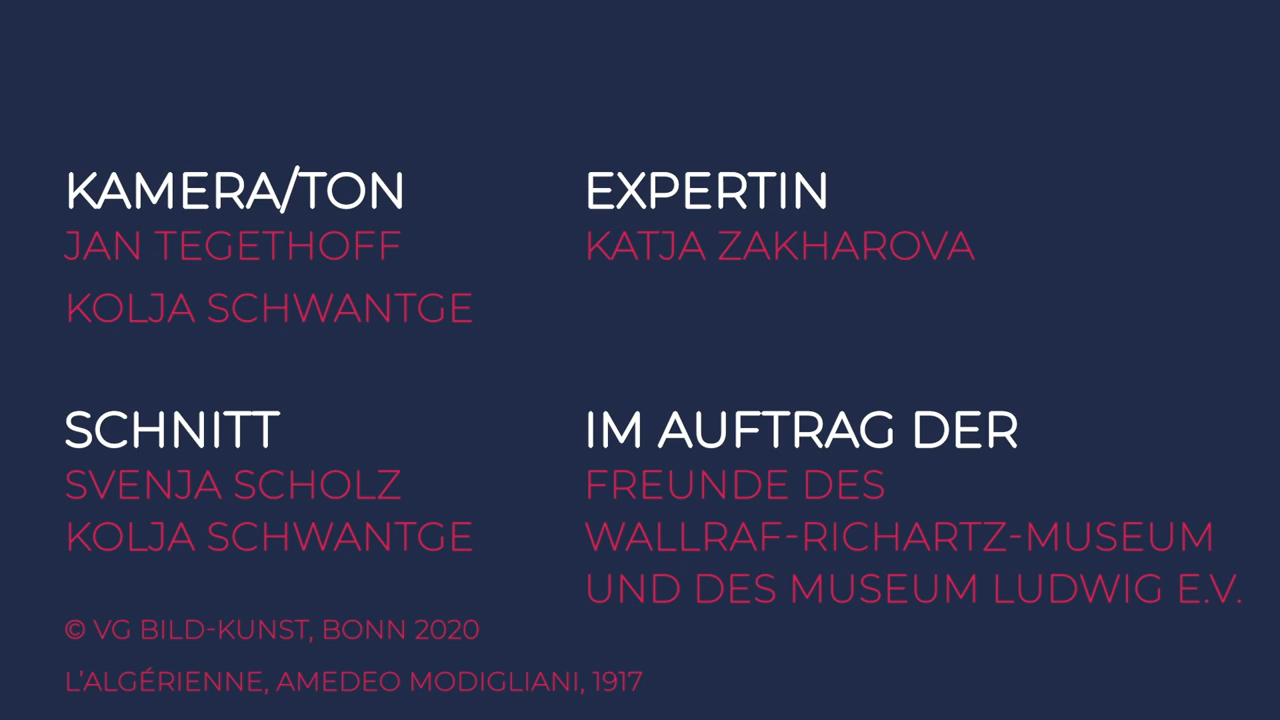 KAMERA/TON
JAN TEGETHOFF
KOLJA SCHWANTGE
EXPERTIN
KATJA ZAKHAROVA
SCHNITT
SVENJA SCHOLZ
KOLJA SCHWANTGE
IM AUFTRAG DER
FREUNDE DES
WALLRAF-RICHARTZ-MUSEUM
UND DES MUSEUM LUDWIG E.V.
© VG BILD-KUNST, BONN 2020
L’ALGÉRIENNE, AMEDEO MODIGLIANI, 1917